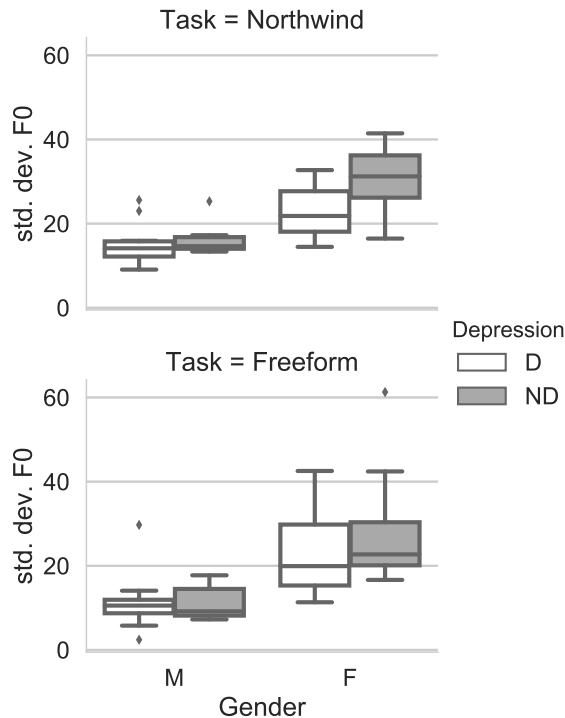 Task = Northwind
60
40
20
0
std. dev. F0
Depression
D
ND
Task = Freeform
60
40
20
0
std. dev. F0
M
F
Gender